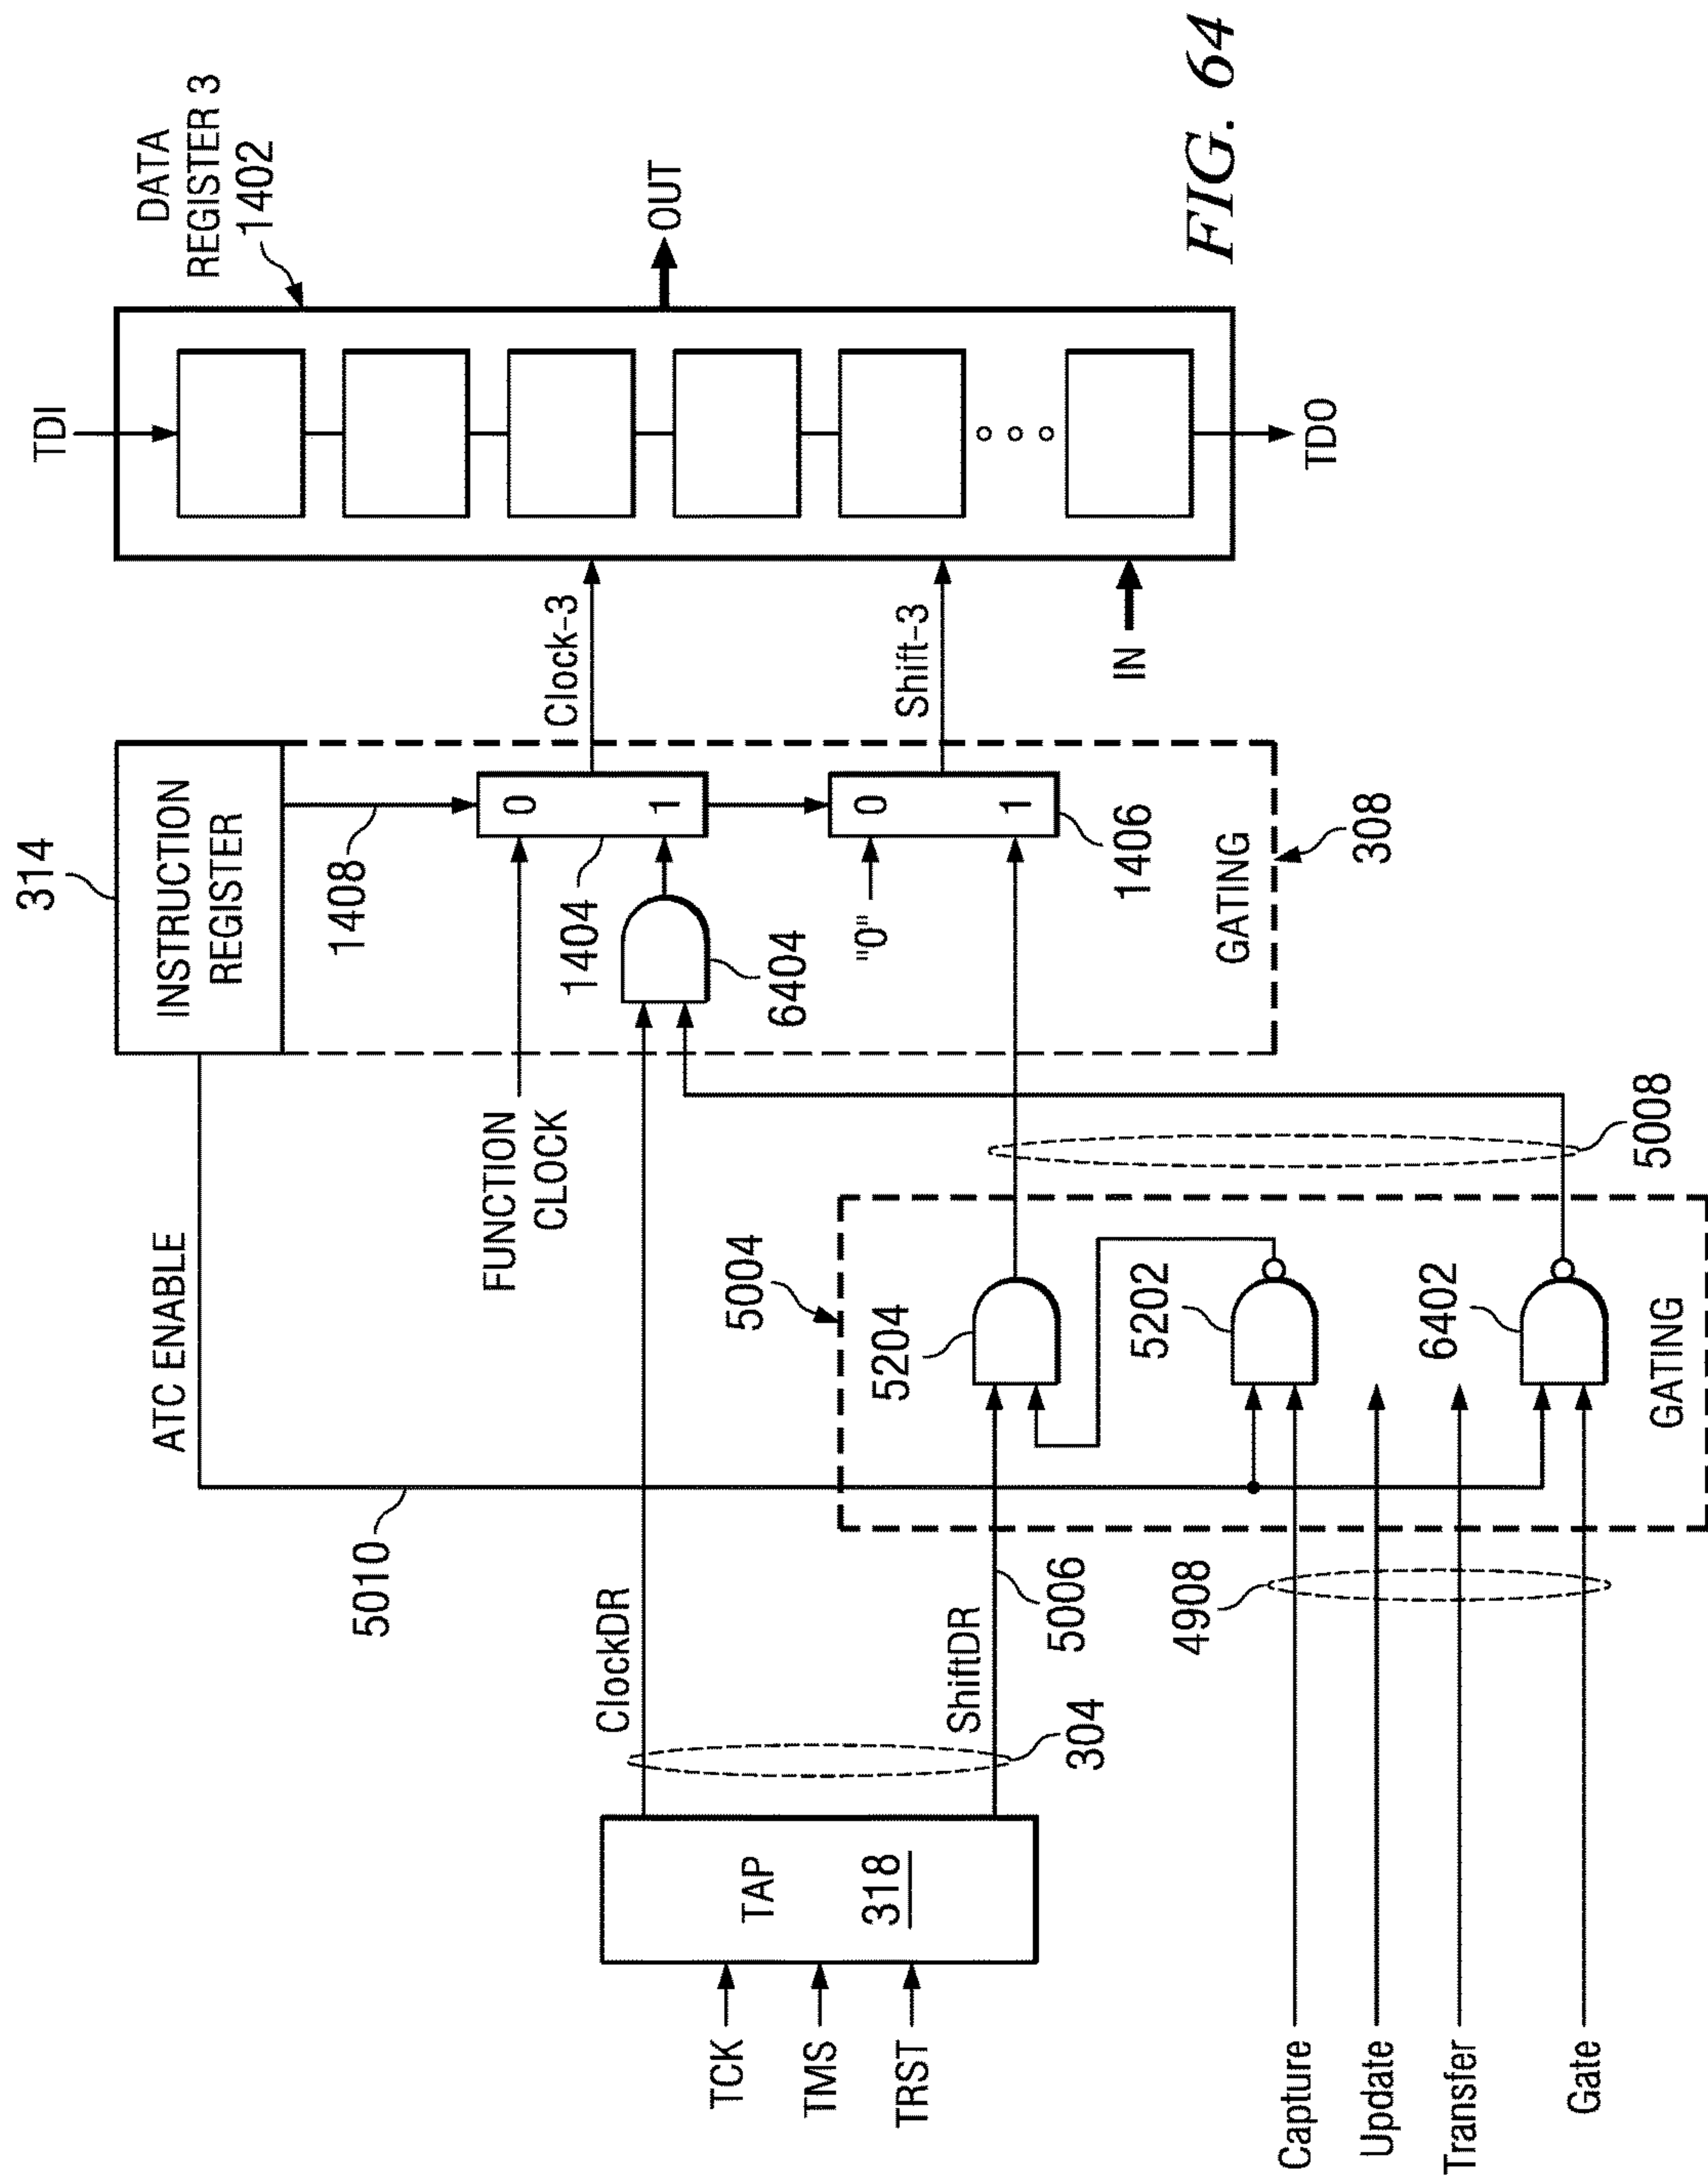 TDI
DATA
REGISTER 3
1402
OUT
TDO
IN
Clock-3
Shift-3
314
INSTRUCTION
REGISTER
1408
0
1
1404
6404
"0"
0
1
1406
GATING
308
ATC ENABLE
FUNCTION
CLOCK
5010
ClockDR
ShiftDR
304
5006
TAP
318
TCK
TMS
TRST
5004
5204
5202
6402
GATING
5008
4908
Capture
Update
Transfer
Gate
FIG. 64